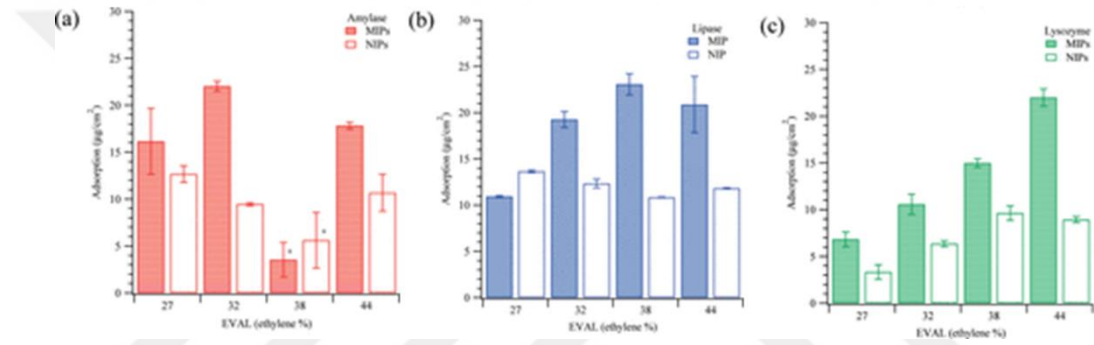 (a)
Amylase
MIPs
NIPs
Adsorption (μg/cm²)
30
25
20
15
10
5
0
*
*
27 32 38 44
EVAL (ethylene %)
(b)
Lipase
MIP
NIP
Adsorption (μg/cm²)
30
25
20
15
10
5
0
27 32 38 44
EVAL (ethylene %)
(c)
Lysozyme
MIPs
NIPs
Adsorption (μg/cm²)
30
25
20
15
10
5
0
27 32 38 44
EVAL (ethylene %)